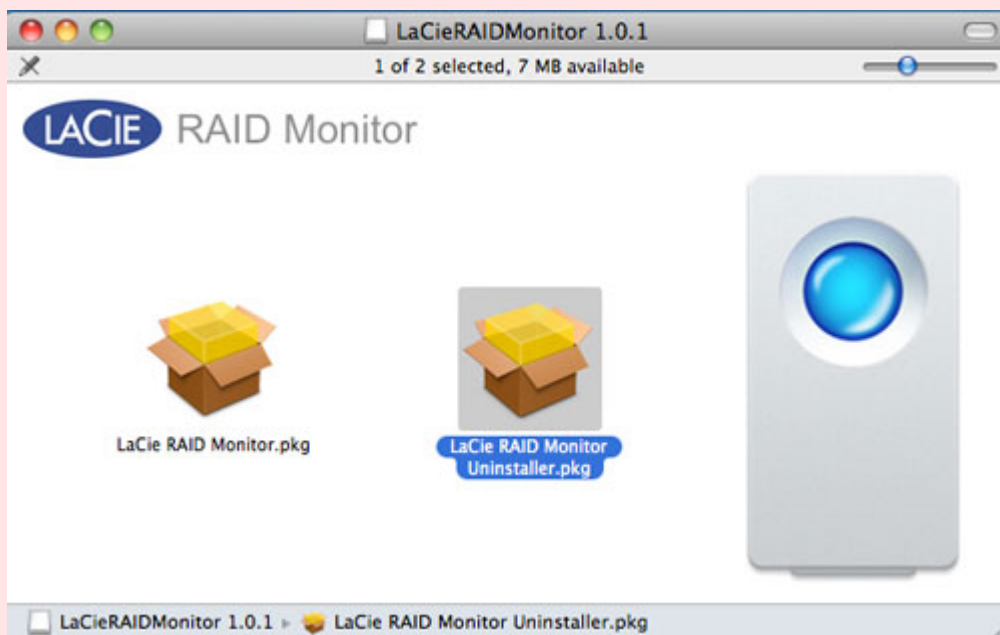 LaCieRAIDMonitor 1.0.1
1 of 2 selected, 7 MB available
LACIE RAID Monitor
LaCie RAID Monitor.pkg
LaCie RAID Monitor
Uninstaller.pkg
LaCieRAIDMonitor 1.0.1 ▸ LaCie RAID Monitor Uninstaller.pkg